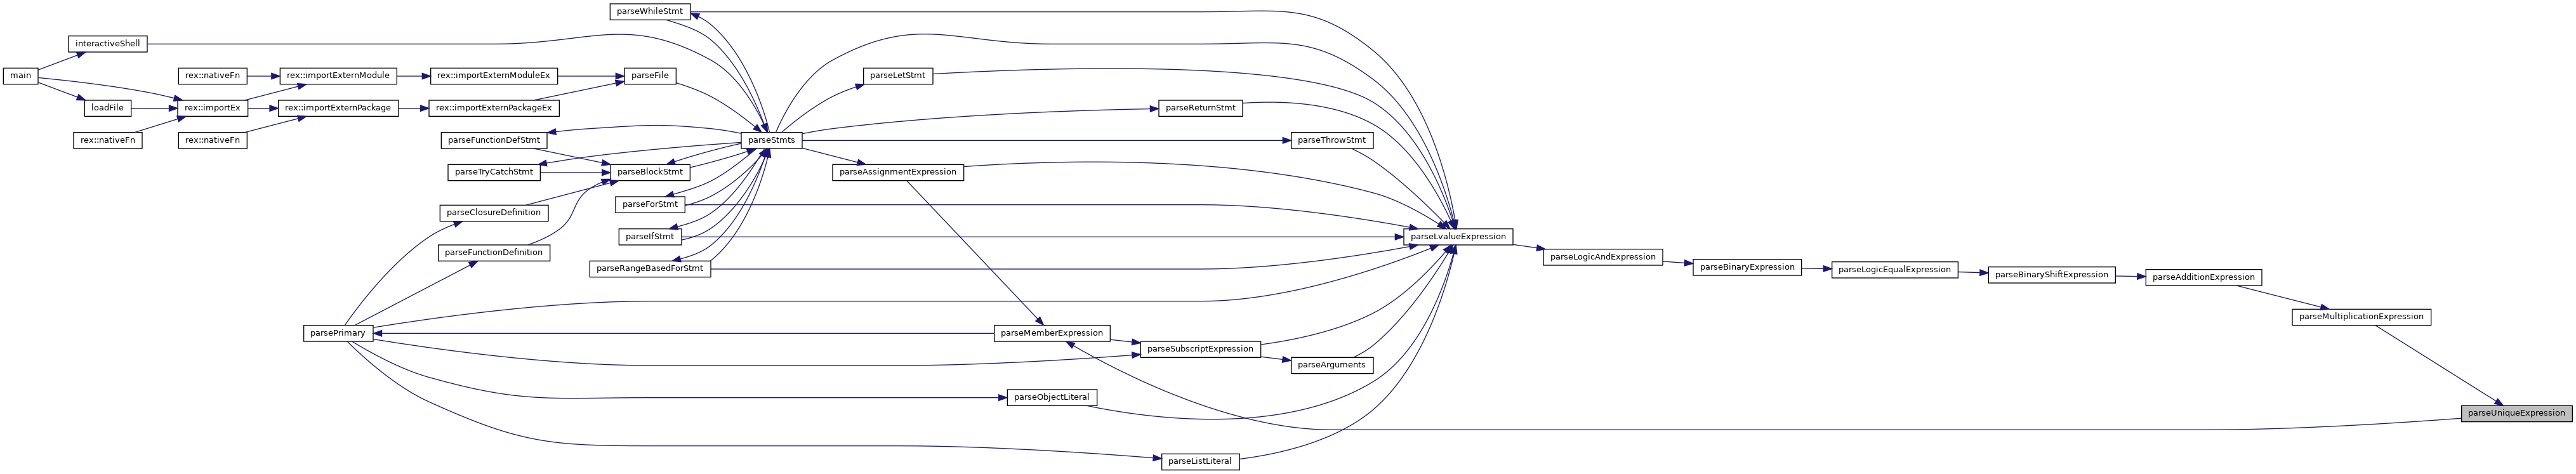 parseWhileStmt
interactiveShell
main
rex::nativeFn
rex::importExternModule
rex::importExternModuleEx
parseFile
parseLetStmt
loadFile
rex::importEx
rex::importExternPackage
rex::importExternPackageEx
parseReturnStmt
rex::nativeFn
rex::nativeFn
parseFunctionDefStmt
parseStmts
parseThrowStmt
parseTryCatchStmt
parseBlockStmt
parseAssignmentExpression
parseForStmt
parseClosureDefinition
parseIfStmt
parseLvalueExpression
parseFunctionDefinition
parseLogicAndExpression
parseRangeBasedForStmt
parseBinaryExpression
parseLogicEqualExpression
parseBinaryShiftExpression
parseAdditionExpression
parseMultiplicationExpression
parsePrimary
parseMemberExpression
parseSubscriptExpression
parseArguments
parseObjectLiteral
parseUniqueExpression
parseListLiteral